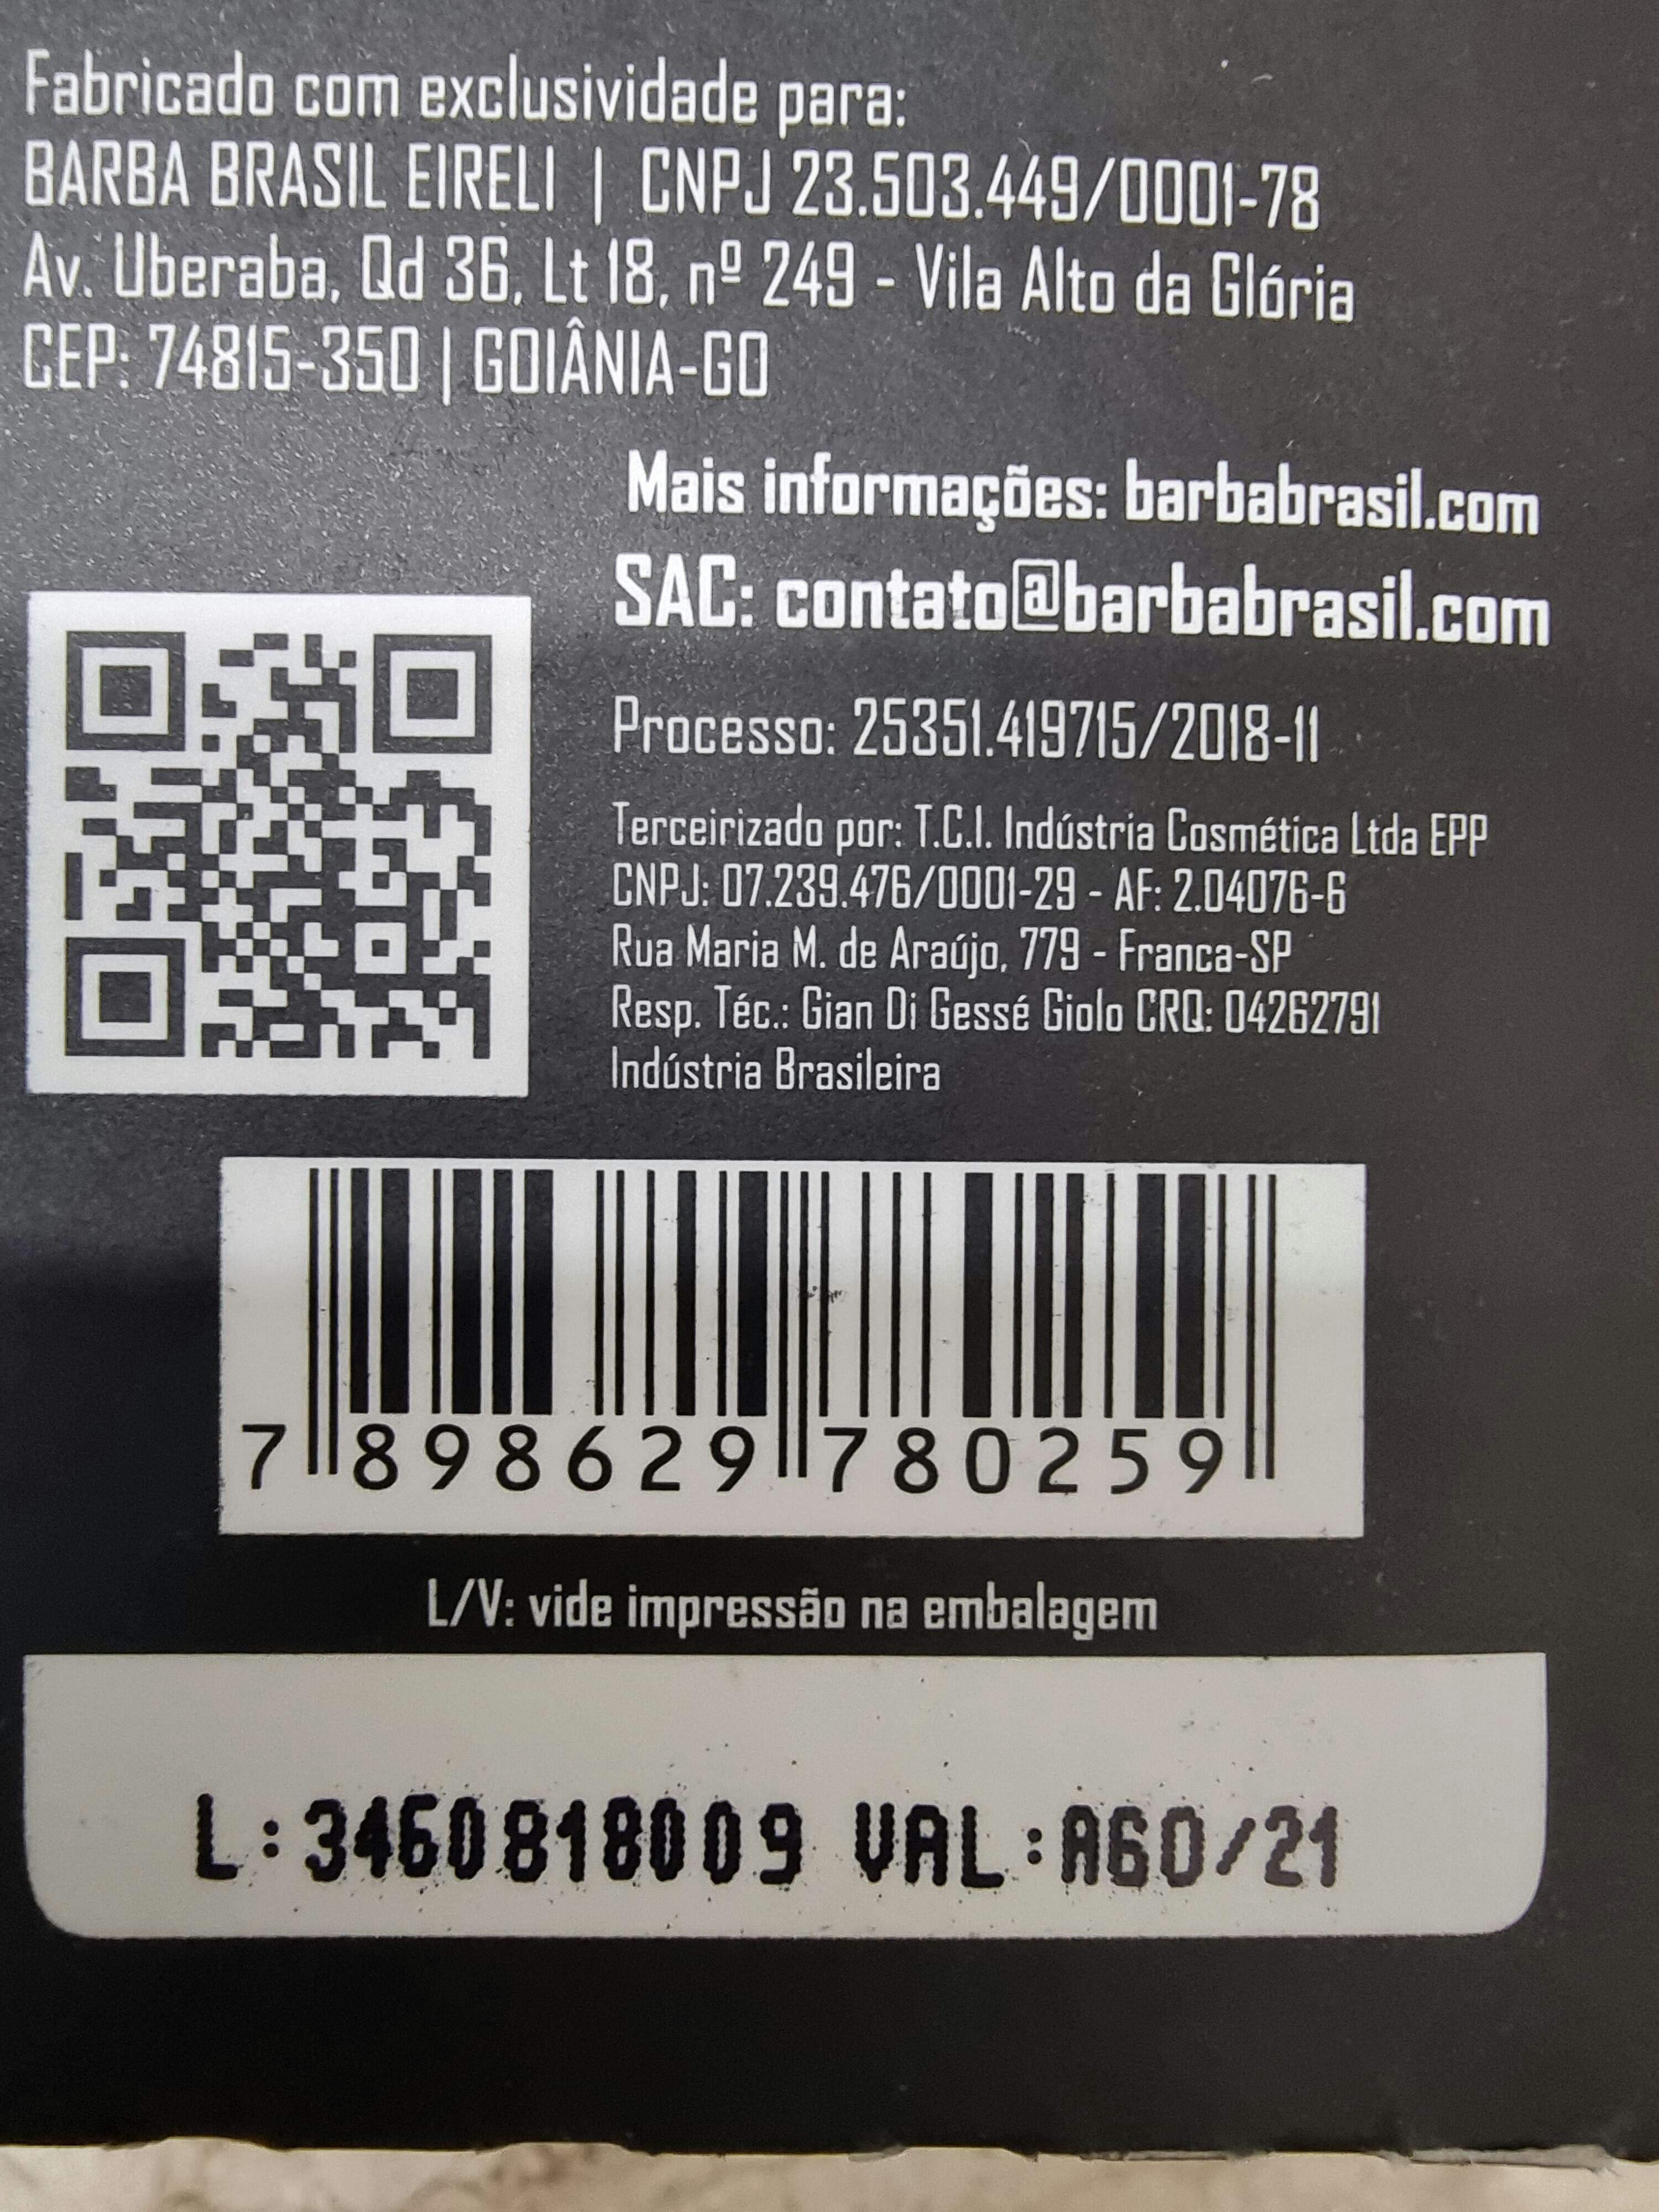 Fabricado com exclusividade para:
BARBA BRASIL EIRELI | CNPJ 23.503.449/0001-78
Av. Uberaba, Qd 36, Lt 18, nº 249 - Vila Alto da Glória
CEP: 74815-350 | GOIÂNIA-GO
Mais informações: barbabrasil.com
SAC: contato@barbabrasil.com
Processo: 25351.419715/2018-11
Terceirizado por: T.C.I. Indústria Cosmética Ltda EPP
CNPJ: 07.239.476/0001-29 - AF: 2.04076-6
Rua Maria M. de Araújo, 779 - Franca-SP
Resp. Téc.: Gian Di Gessé Giolo CRQ: 04262791
Indústria Brasileira
7 898629 780259
L/V: vide impressão na embalagem
L:3460818009 VAL:AGO/21